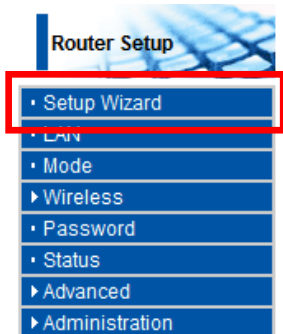 Router Setup
Setup Wizard
LAN
Mode
Wireless
Password
Status
Advanced
Administration